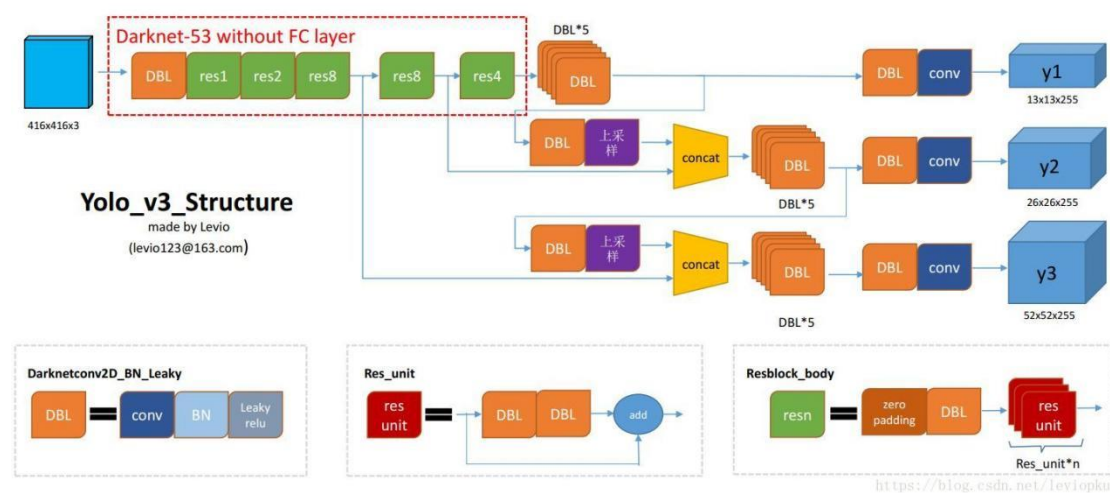 Darknet-53 without FC layer
DBL*5
DBL
res1
res2
res8
res8
res4
DBL
DBL
conv
y1
416x416x3
13x13x255
DBL
上采
样
concat
DBL
DBL
conv
y2
DBL*5
26x26x255
Yolo_v3_Structure
made by Levio
(levio123@163.com)
DBL
上采
样
concat
DBL
DBL
conv
y3
DBL*5
52x52x255
Darknetconv2D_BN_Leaky
DBL
conv
BN
Leaky
relu
Res_unit
res
unit
DBL
DBL
add
Resblock_body
resn
zero
padding
DBL
res
unit
Res_unit*n
https://blog.csdn.net/leviopku